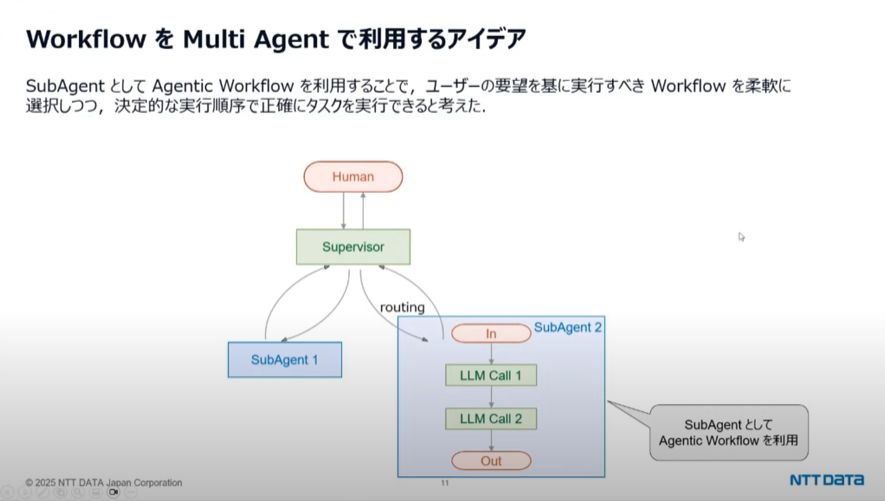 Workflow を Multi Agent で利用するアイデア
SubAgent として Agentic Workflow を利用することで，ユーザーの要望を基に実行すべき Workflow を柔軟に
選択しつつ，決定的な実行順序で正確にタスクを実行できると考えた．
Human
Supervisor
routing
SubAgent 1
SubAgent 2
In
LLM Call 1
LLM Call 2
Out
SubAgent として
Agentic Workflow を利用
© 2025 NTT DATA Japan Corporation
11
NTT DATA